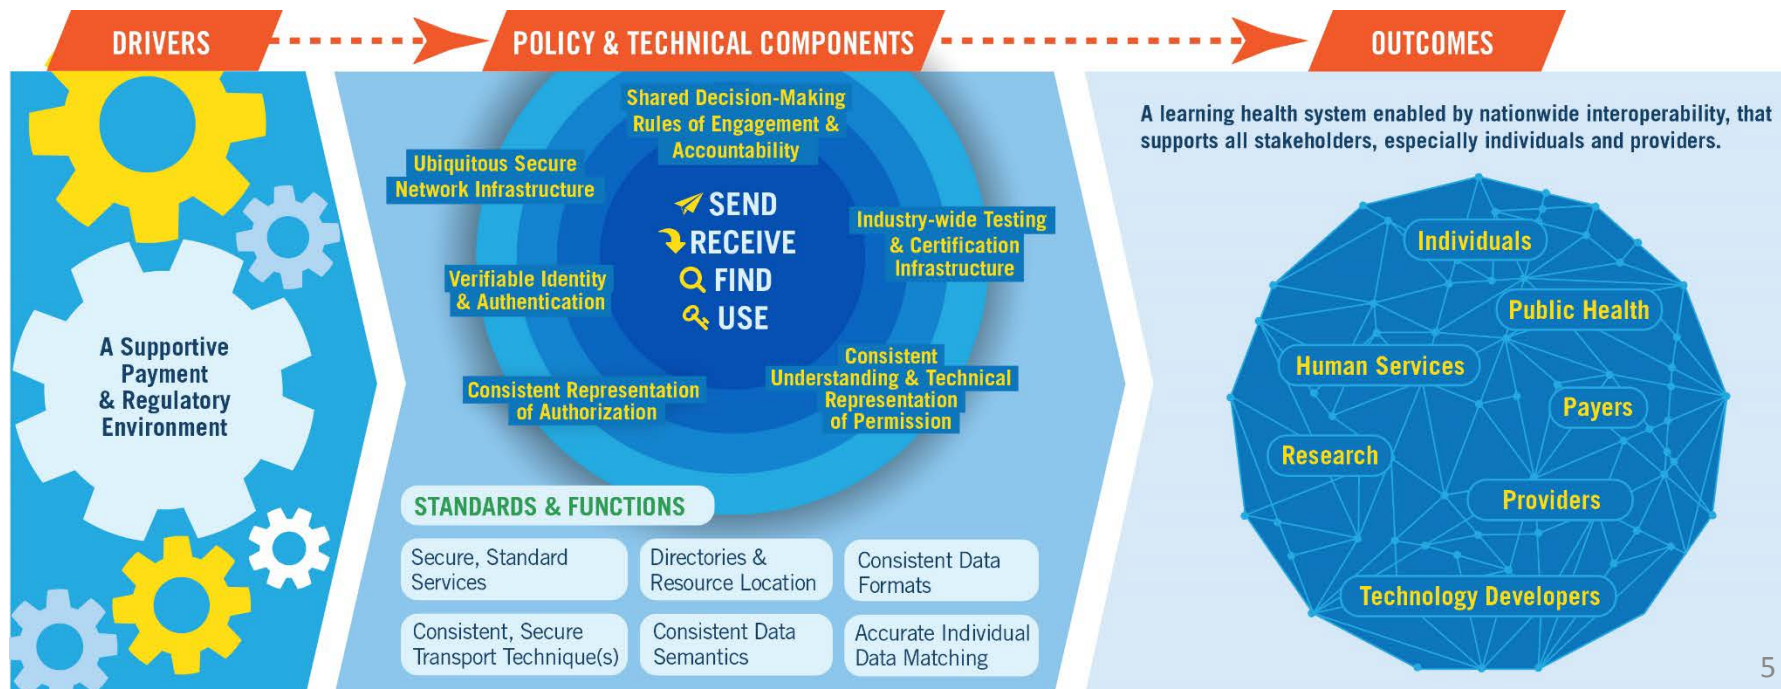 DRIVERS
POLICY & TECHNICAL COMPONENTS
OUTCOMES
A Supportive
Payment
& Regulatory
Environment
Shared Decision-Making
Rules of Engagement &
Accountability
Ubiquitous Secure
Network Infrastructure
Verifiable Identity
& Authentication
Consistent Representation
of Authorization
SEND
RECEIVE
FIND
USE
Industry-wide Testing
& Certification
Infrastructure
Consistent
Understanding & Technical
Representation
of Permission
STANDARDS & FUNCTIONS
Secure, Standard
Services
Directories &
Resource Location
Consistent Data
Formats
Consistent, Secure
Transport Technique(s)
Consistent Data
Semantics
Accurate Individual
Data Matching
A learning health system enabled by nationwide interoperability, that
supports all stakeholders, especially individuals and providers.
Individuals
Public Health
Human Services
Payers
Research
Providers
Technology Developers
5